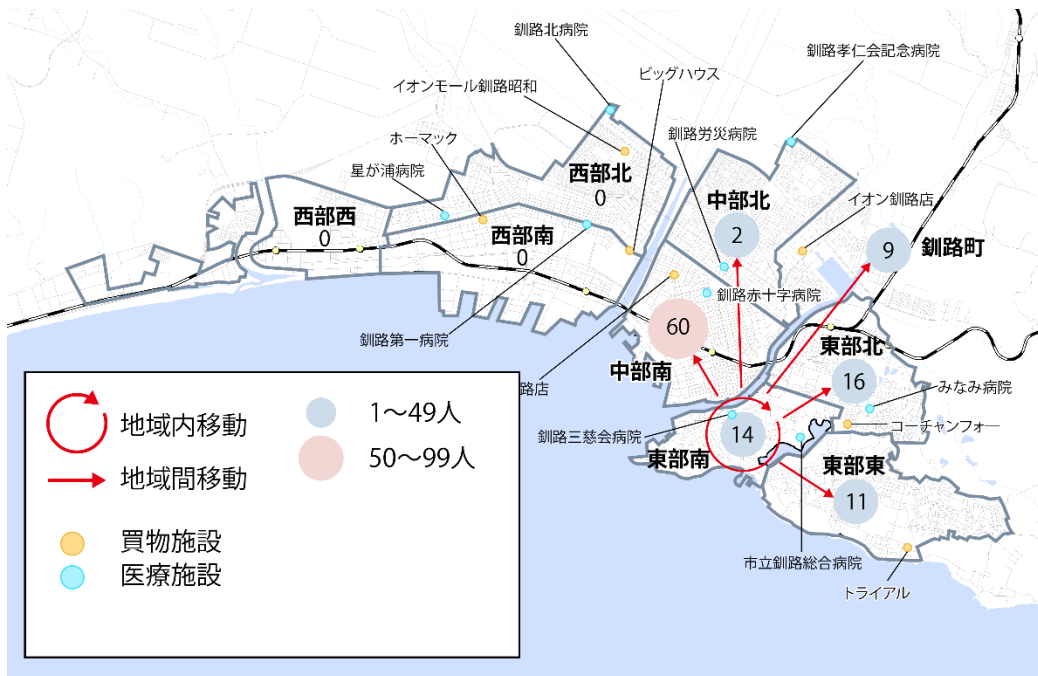 釧路北病院
釧路孝仁会記念病院
ビッグハウス
イオンモール釧路昭和
釧路労災病院
ホーマック
星が浦病院
西部北
0
中部北
2
イオン釧路店
西部西
0
西部南
0
9
釧路町
釧路赤十字病院
釧路第一病院
60
中部南
東部北
16
みなみ病院
路店
コーチャンフォー
釧路三慈会病院
14
東部南
東部東
11
市立釧路総合病院
トライアル
地域内移動
1～49人
地域間移動
50～99人
買物施設
医療施設